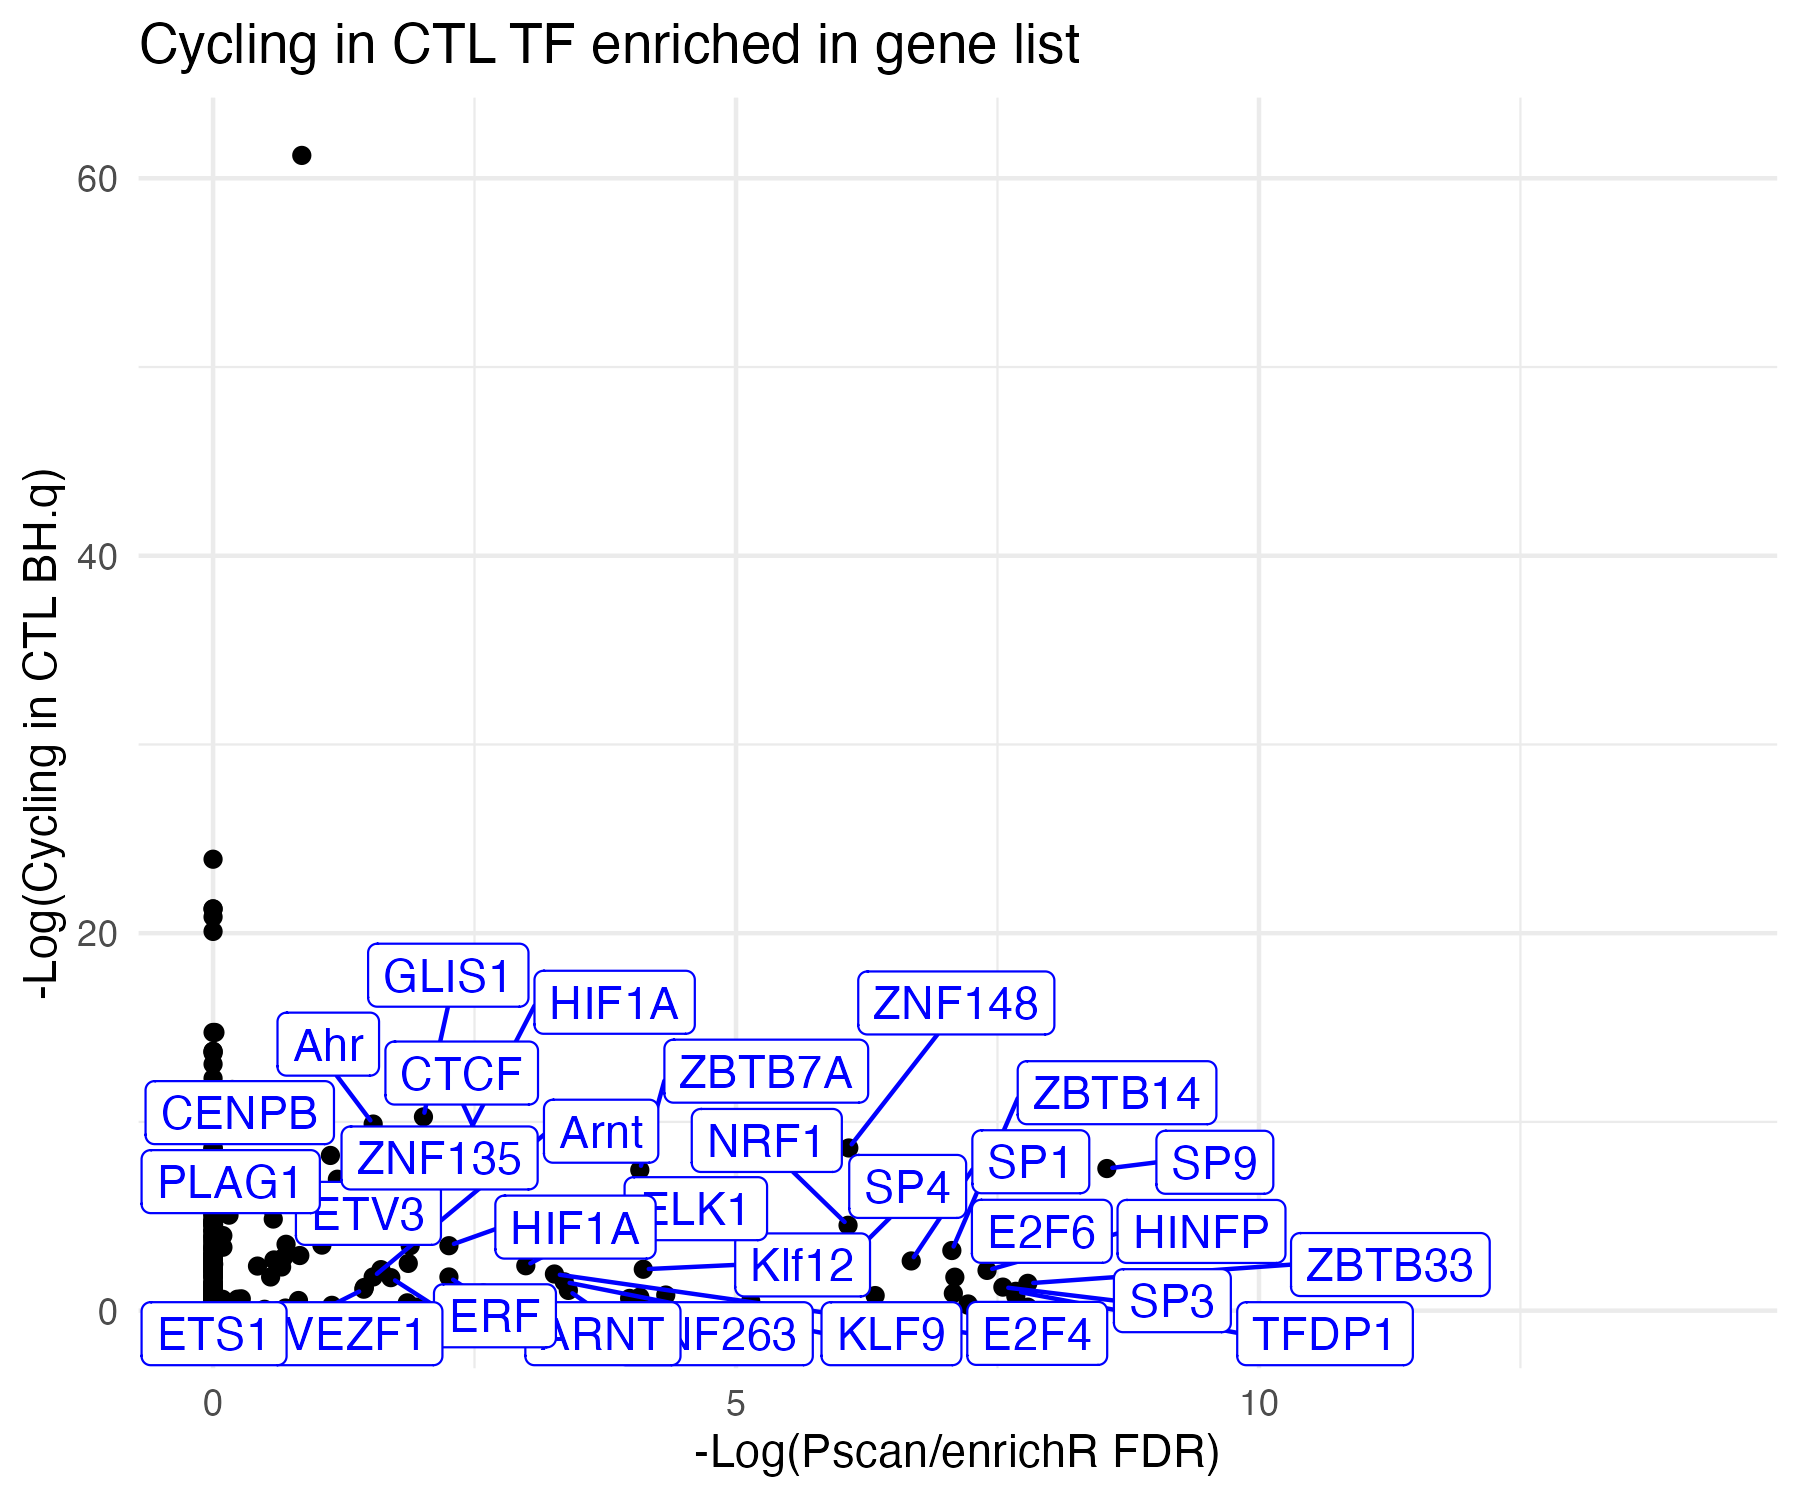 Cycling in CTL TF enriched in gene list
-Log(Cycling in CTL BH.q)
60
40
20
0
GLIS1
HIF1A
ZNF148
Ahr
CTCF
ZBTB7A
ZBTB14
CENPB
Arnt
NRF1
SP1
SP9
ZNF135
PLAG1
SP4
ETV3
ELK1
HIF1A
E2F6
HINFP
Klf12
ZBTB33
SP3
ERF
ETS1
VEZF1
ARNT
NF263
KLF9
E2F4
TFDP1
0
5
10
-Log(Pscan/enrichR FDR)